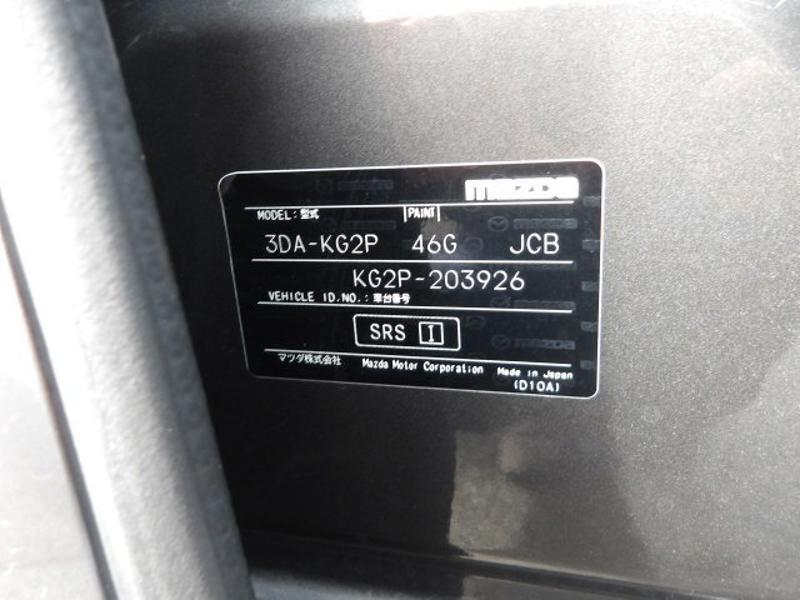 mazda
MODEL:型式 PAINT
3DA-KG2P 46G JCB
KG2P-203926
VEHICLE ID.NO.:車台番号
SRS I
マツダ株式会社 Mazda Motor Corporation Made in Japan
(D10A)